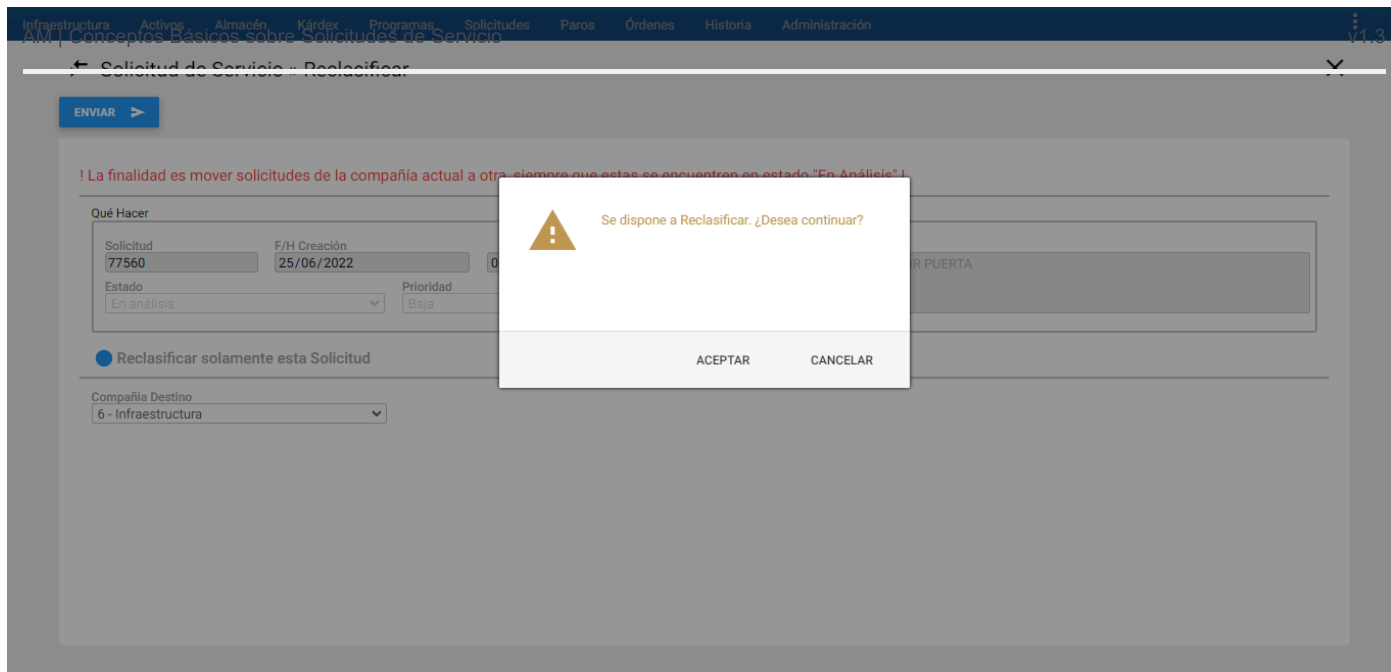 Infraestructura Activos Almacén Kárdex Programas Solicitudes Paros Órdenes Historia Administración
AM | Conceptos Básicos sobre Solicitudes de Servicio v1.3
Solicitud de Servicio » Reclasificar
ENVIAR
! La finalidad es mover solicitudes de la compañía actual a otra, siempre que estas se encuentren en estado "En Análisis" !
Se dispone a Reclasificar. ¿Desea continuar?
ACEPTAR CANCELAR
Qué Hacer
Solicitud F/H Creación
77560 25/06/2022 0 R PUERTA
Estado Prioridad
En análisis Baja
Reclasificar solamente esta Solicitud
Compañia Destino
6 - Infraestructura